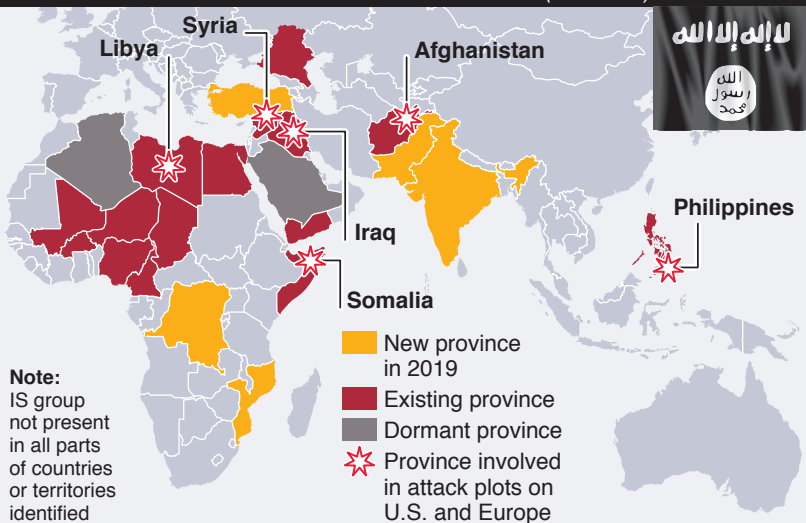 Syria
Libya
Afghanistan
لا إله إلا الله
الله
رسول
محمد
Philippines
Iraq
Somalia
New province
in 2019
Existing province
Dormant province
Province involved
in attack plots on
U.S. and Europe
Note:
IS group
not present
in all parts
of countries
or territories
identified